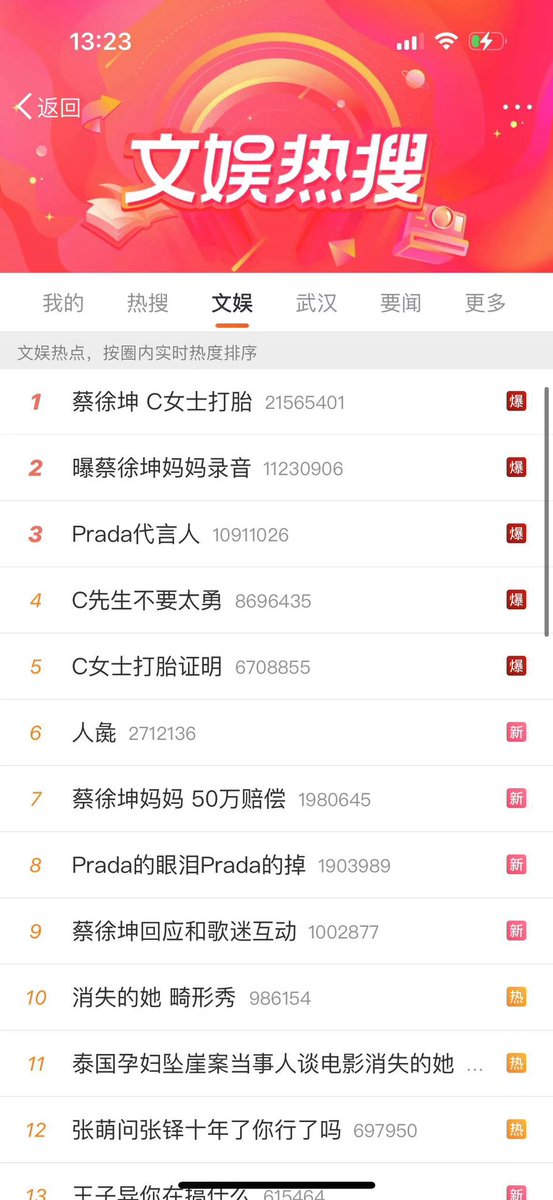 13:23
返回
文娱热搜
我的 热搜 文娱 武汉 要闻 更多
文娱热点，按圈内实时热度排序
1 蔡徐坤 C女士打胎 21565401 爆
2 曝蔡徐坤妈妈录音 11230906 爆
3 Prada代言人 10911026 爆
4 C先生不要太勇 8696435 爆
5 C女士打胎证明 6708855 爆
6 人彘 2712136 新
7 蔡徐坤妈妈 50万赔偿 1980645 新
8 Prada的眼泪Prada的掉 1903989 新
9 蔡徐坤回应和歌迷互动 1002877 新
10 消失的她 畸形秀 986154 热
11 泰国孕妇坠崖案当事人谈电影消失的她 ... 热
12 张萌问张铎十年了你行了吗 697950 热
13 王子异你在搞什么 615464 新